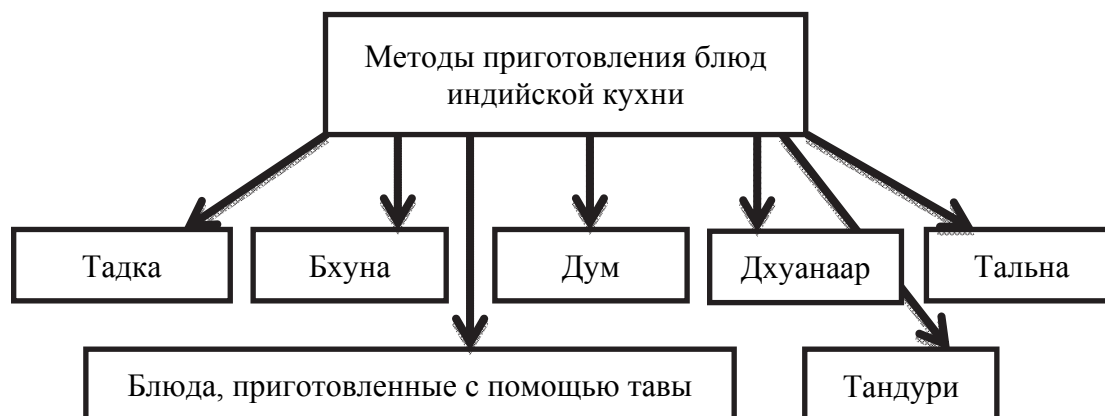 Методы приготовления блюд
индийской кухни
Тадка
Бхуна
Дум
Дхуанаар
Тальна
Блюда, приготовленные с помощью тавы
Тандури